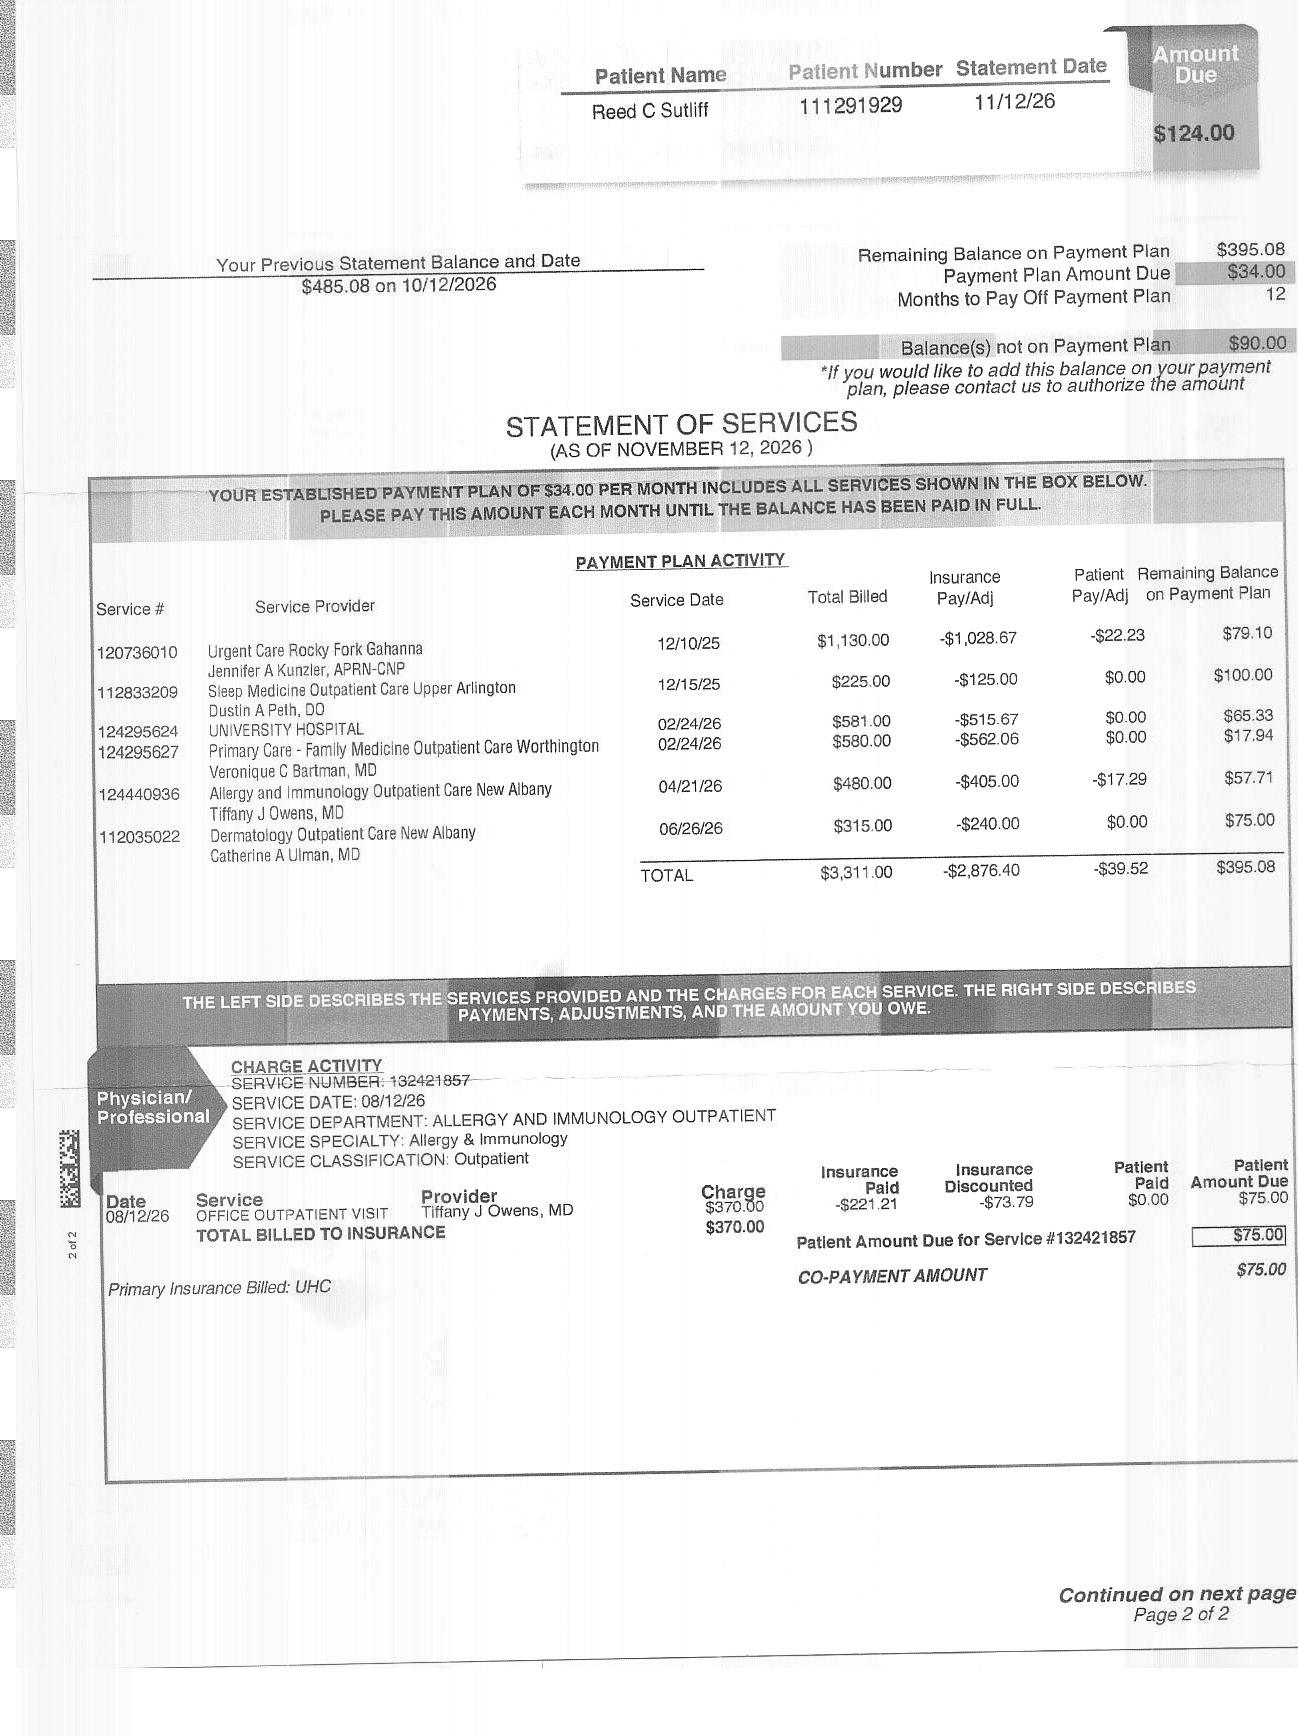 Patient Name Patient Number Statement Date
Reed C Sutliff 111291929 11/12/26
Amount
Due
$124.00
Your Previous Statement Balance and Date
$485.08 on 10/12/2026
Remaining Balance on Payment Plan $395.08
Payment Plan Amount Due $34.00
Months to Pay Off Payment Plan 12
Balance(s) not on Payment Plan $90.00
*If you would like to add this balance on your payment
plan, please contact us to authorize the amount
STATEMENT OF SERVICES
(AS OF NOVEMBER 12, 2026 )
YOUR ESTABLISHED PAYMENT PLAN OF $34.00 PER MONTH INCLUDES ALL SERVICES SHOWN IN THE BOX BELOW.
PLEASE PAY THIS AMOUNT EACH MONTH UNTIL THE BALANCE HAS BEEN PAID IN FULL.
PAYMENT PLAN ACTIVITY
Insurance Patient Remaining Balance
Service # Service Provider Service Date Total Billed Pay/Adj Pay/Adj on Payment Plan
120736010 Urgent Care Rocky Fork Gahanna 12/10/25 $1,130.00 -$1,028.67 -$22.23 $79.10
Jennifer A Kunzler, APRN-CNP
112833209 Sleep Medicine Outpatient Care Upper Arlington 12/15/25 $225.00 -$125.00 $0.00 $100.00
Dustin A Peth, DO
124295624 UNIVERSITY HOSPITAL 02/24/26 $581.00 -$515.67 $0.00 $65.33
124295627 Primary Care - Family Medicine Outpatient Care Worthington 02/24/26 $580.00 -$562.06 $0.00 $17.94
Veronique C Bartman, MD
124440936 Allergy and Immunology Outpatient Care New Albany 04/21/26 $480.00 -$405.00 -$17.29 $57.71
Tiffany J Owens, MD
112035022 Dermatology Outpatient Care New Albany 06/26/26 $315.00 -$240.00 $0.00 $75.00
Catherine A Ulman, MD
TOTAL $3,311.00 -$2,876.40 -$39.52 $395.08
THE LEFT SIDE DESCRIBES THE SERVICES PROVIDED AND THE CHARGES FOR EACH SERVICE. THE RIGHT SIDE DESCRIBES
PAYMENTS, ADJUSTMENTS, AND THE AMOUNT YOU OWE.
Physician/
Professional
CHARGE ACTIVITY
SERVICE NUMBER: 132421857
SERVICE DATE: 08/12/26
SERVICE DEPARTMENT: ALLERGY AND IMMUNOLOGY OUTPATIENT
SERVICE SPECIALTY: Allergy & Immunology
SERVICE CLASSIFICATION: Outpatient
Insurance Insurance Patient Patient
Date Service Provider Charge Paid Discounted Paid Amount Due
08/12/26 OFFICE OUTPATIENT VISIT Tiffany J Owens, MD $370.00 -$221.21 -$73.79 $0.00 $75.00
TOTAL BILLED TO INSURANCE $370.00
Patient Amount Due for Service #132421857 $75.00
CO-PAYMENT AMOUNT $75.00
Primary Insurance Billed: UHC
2 of 2
Continued on next page
Page 2 of 2